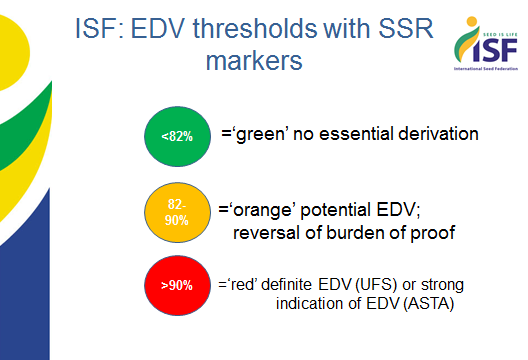 ISF: EDV thresholds with SSR
markers
SEED IS LIFE
ISF
International Seed Federation
<82%
=‘green’ no essential derivation
82-
90%
=‘orange’ potential EDV;
reversal of burden of proof
>90%
=‘red’ definite EDV (UFS) or strong
indication of EDV (ASTA)